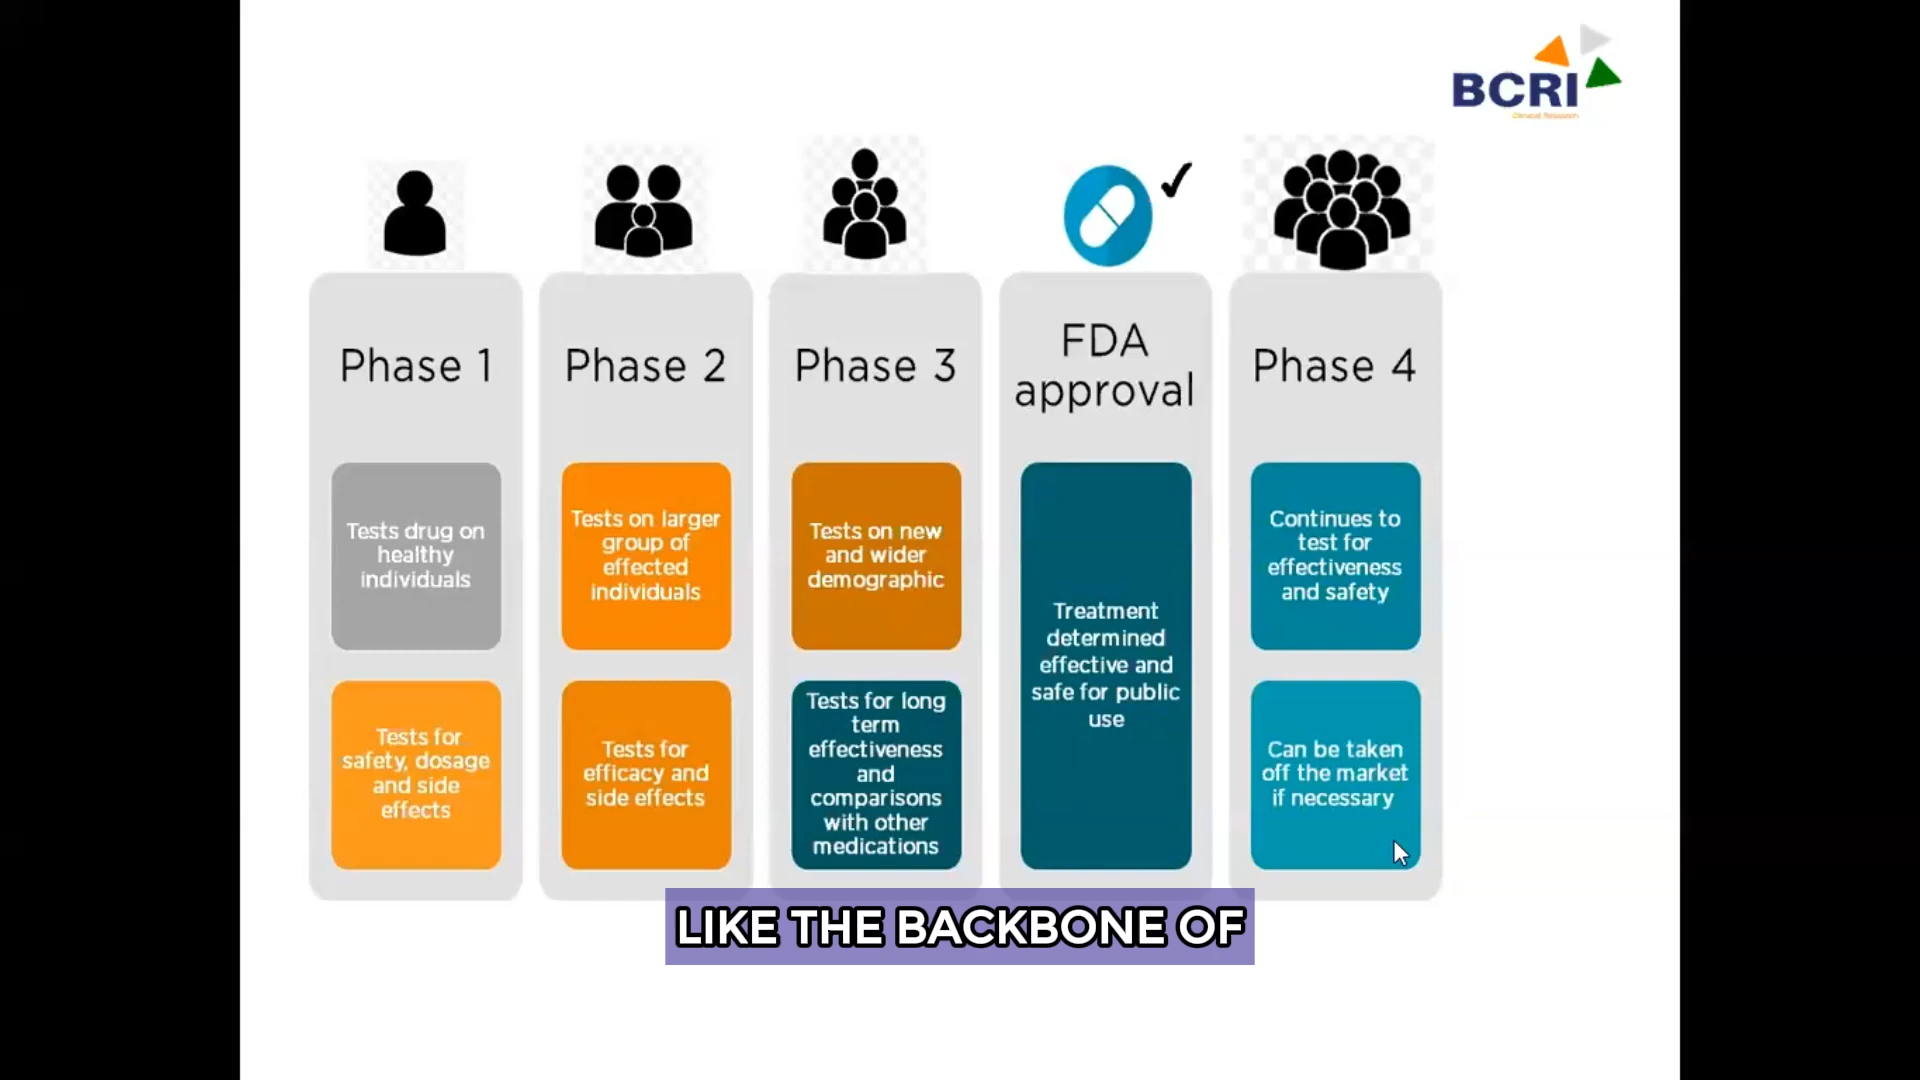 BCRI
Clinical Research
Phase 1
Phase 2
Phase 3
FDA
approval
Phase 4
Tests drug on
healthy
individuals
Tests for
safety, dosage
and side
effects
Tests on larger
group of
effected
individuals
Tests for
efficacy and
side effects
Tests on new
and wider
demographic
Tests for long
term
effectiveness
and
comparisons
with other
medications
Treatment
determined
effective and
safe for public
use
Continues to
test for
effectiveness
and safety
Can be taken
off the market
if necessary
LIKE THE BACKBONE OF